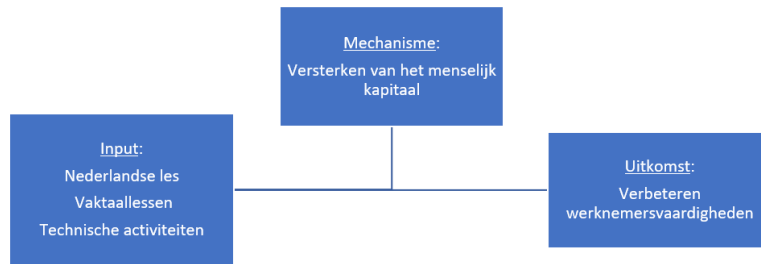 Mechanisme:
Versterken van het menselijk
kapitaal
Input:
Nederlandse les
Vaktaallessen
Technische activiteiten
Uitkomst:
Verbeteren
werknemersvaardigheden